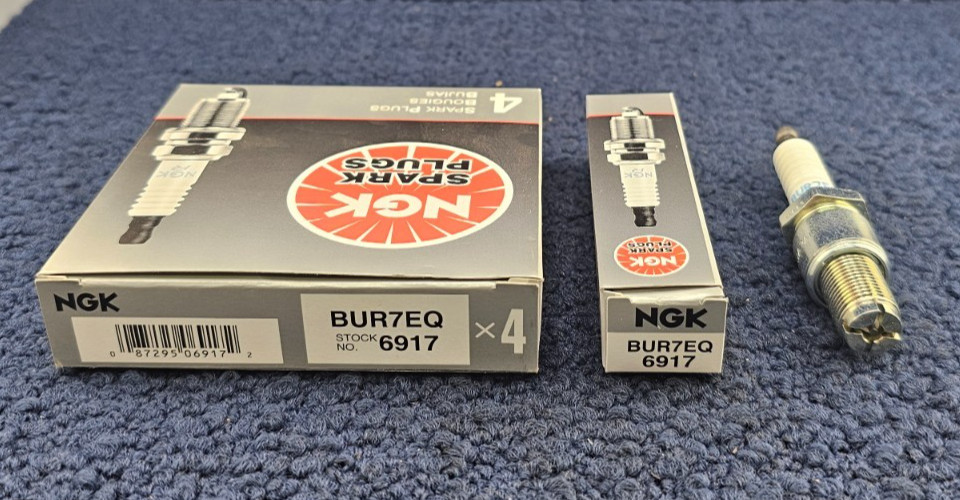 4
SPARK PLUGS
BOUGIES
BUJIAS
NGK
SPARK
PLUGS
NGK
BUR7EQ
STOCK
NO. 6917
×4
0 87295 06917 2
NGK
NGK
SPARK
PLUGS
NGK
BUR7EQ
6917